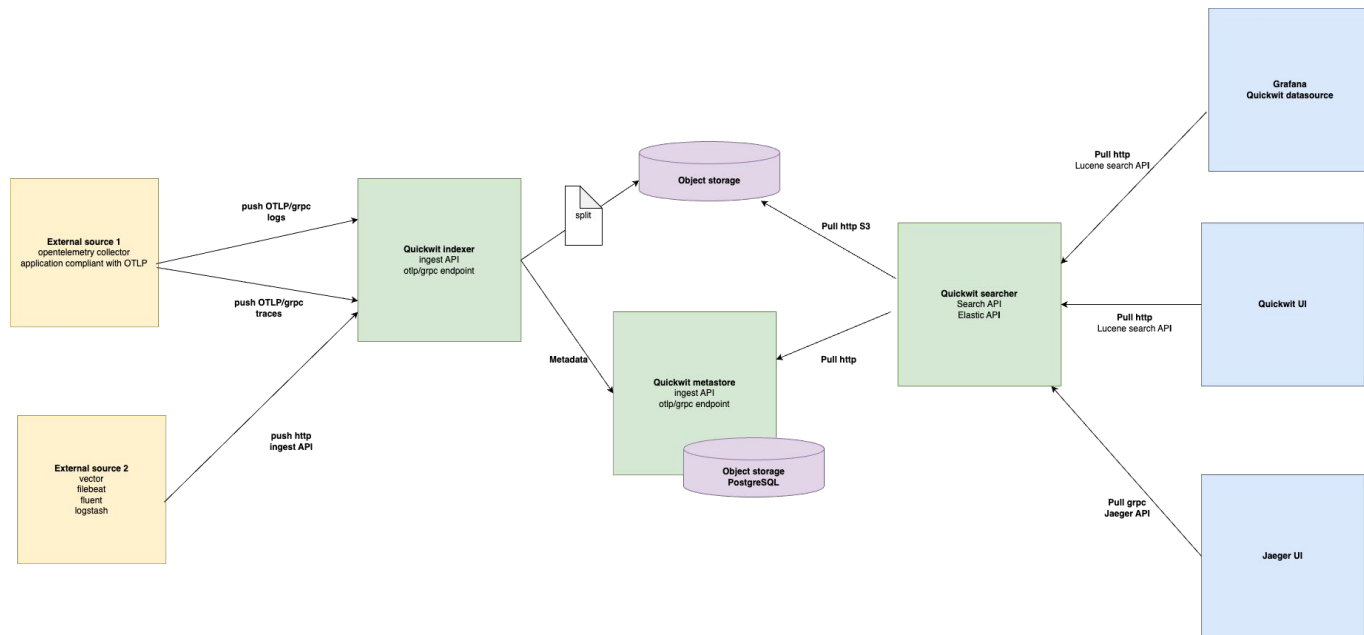 External source 1
opentelemetry collector
application compliant with OTLP
External source 2
vector
filebeat
fluent
logstash
push OTLP/grpc
logs
push OTLP/grpc
traces
push http
ingest API
Quickwit indexer
ingest API
otlp/grpc endpoint
split
Metadata
Object storage
Quickwit metastore
ingest API
otlp/grpc endpoint
Object storage
PostgreSQL
Pull http S3
Pull http
Quickwit searcher
Search API
Elastic API
Pull http
Lucene search API
Pull http
Lucene search API
Pull grpc
Jaeger API
Grafana
Quickwit datasource
Quickwit UI
Jaeger UI